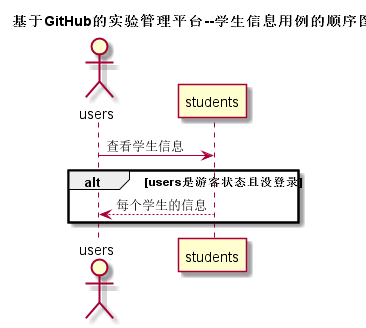 基于GitHub的实验管理平台--学生信息用例的顺序
users
students
查看学生信息
alt
[users是游客状态且没登录]
每个学生的信息
users
students